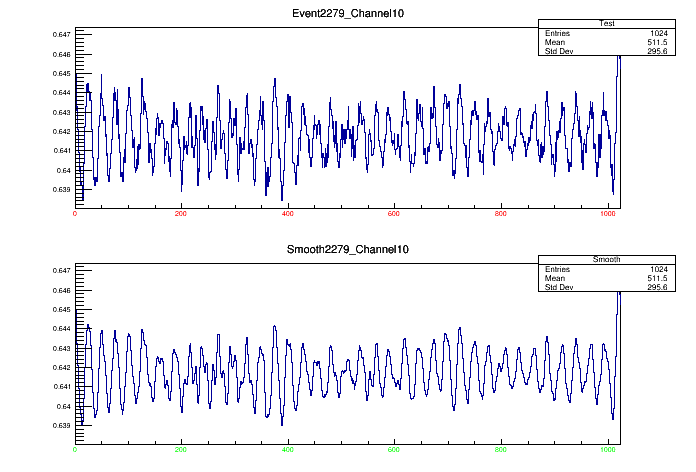 Event2279_Channel10
Test
Entries 1024
Mean 511.5
Std Dev 295.6
0.647
0.646
0.645
0.644
0.643
0.642
0.641
0.64
0.639
0 200 400 600 800 1000
Smooth2279_Channel10
Smooth
Entries 1024
Mean 511.5
Std Dev 295.6
0.647
0.646
0.645
0.644
0.643
0.642
0.641
0.64
0.639
0 200 400 600 800 1000